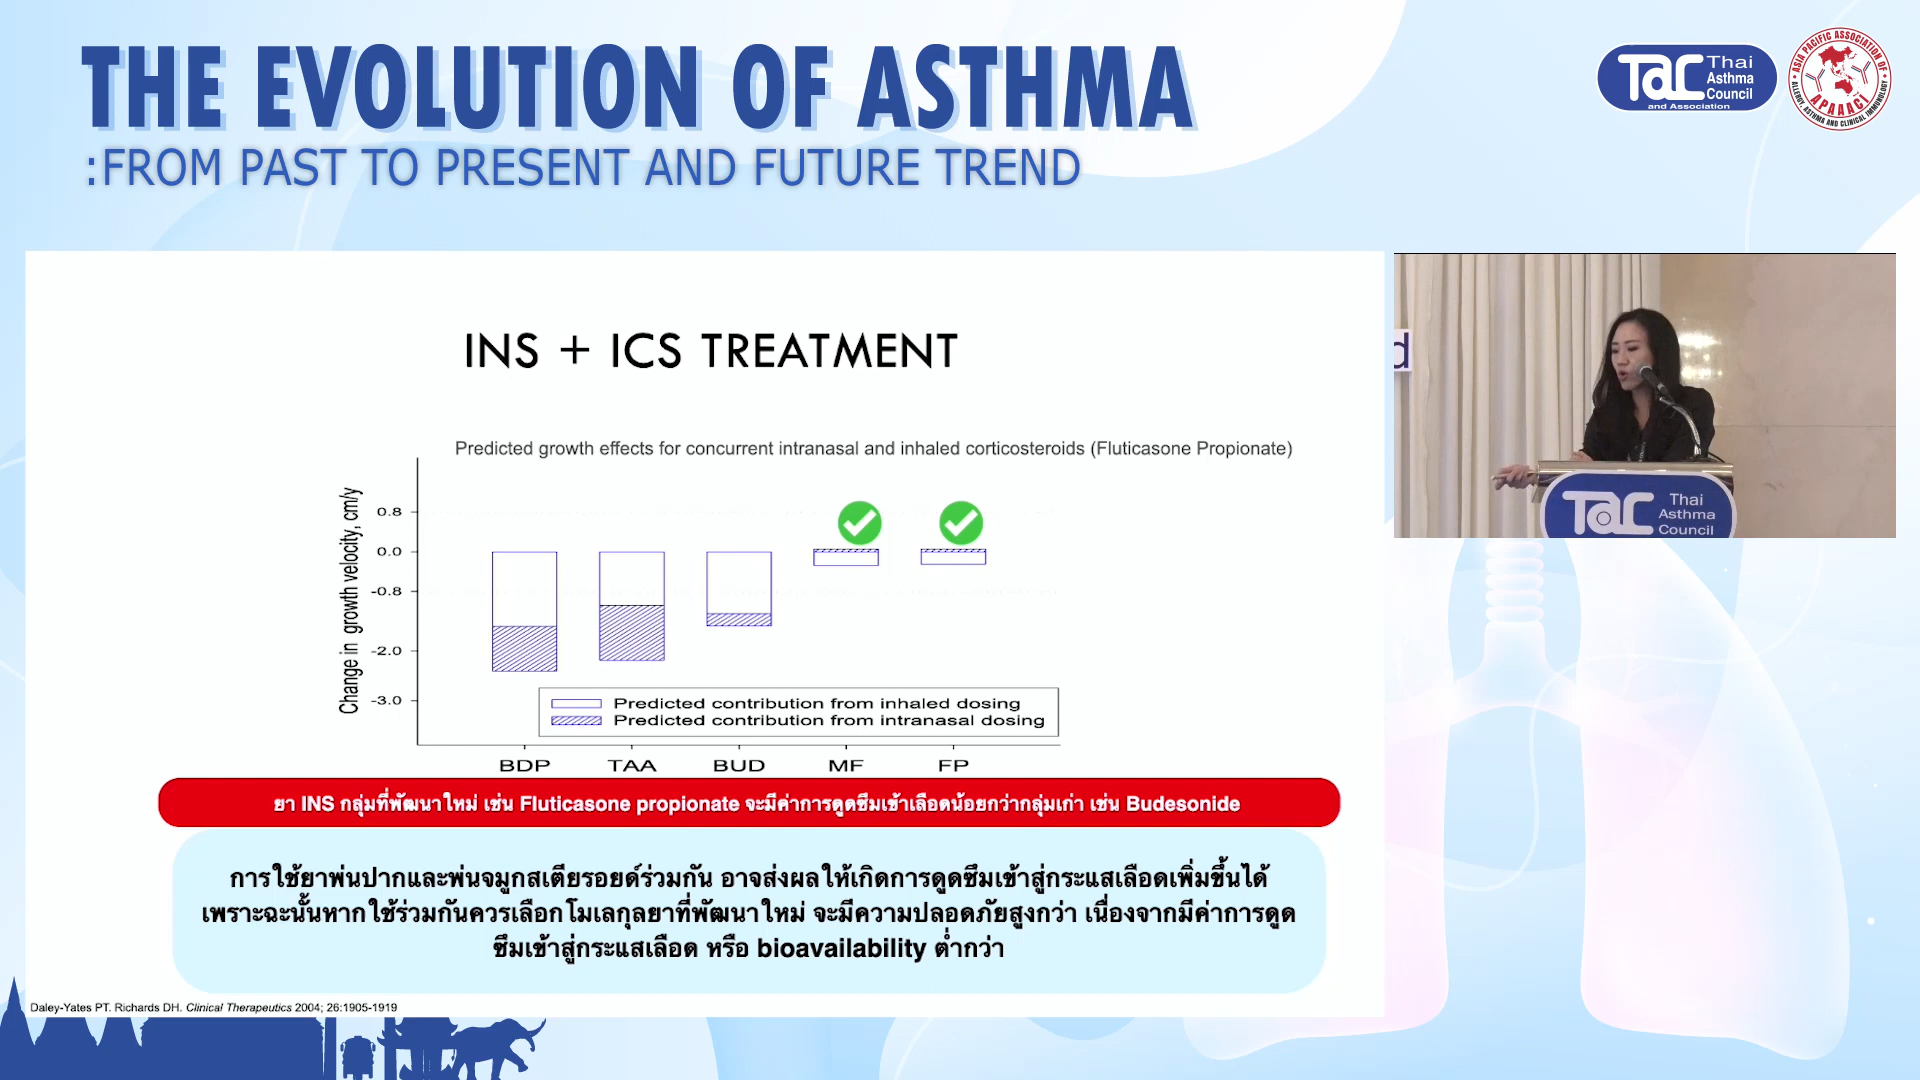 THE EVOLUTION OF ASTHMA
:FROM PAST TO PRESENT AND FUTURE TREND
TAC Thai Asthma Council and Association
ASIA PACIFIC ASSOCIATION OF ALLERGY, ASTHMA AND CLINICAL IMMUNOLOGY
APAAACI
INS + ICS TREATMENT
Predicted growth effects for concurrent intranasal and inhaled corticosteroids (Fluticasone Propionate)
Change in growth velocity, cm/y
0.8
0.0
-0.8
-2.0
-3.0
Predicted contribution from inhaled dosing
Predicted contribution from intranasal dosing
BDP TAA BUD MF FP
ยา INS กลุ่มที่พัฒนาใหม่ เช่น Fluticasone propionate จะมีค่าการดูดซึมเข้าเลือดน้อยกว่ากลุ่มเก่า เช่น Budesonide
การใช้ยาพ่นปากและพ่นจมูกสเตียรอยด์ร่วมกัน อาจส่งผลให้เกิดการดูดซึมเข้าสู่กระแสเลือดเพิ่มขึ้นได้
เพราะฉะนั้นหากใช้ร่วมกันควรเลือกโมเลกุลยาที่พัฒนาใหม่ จะมีความปลอดภัยสูงกว่า เนื่องจากมีค่าการดูด
ซึมเข้าสู่กระแสเลือด หรือ bioavailability ต่ำกว่า
Daley-Yates PT. Richards DH. Clinical Therapeutics 2004; 26:1905-1919
d
TAC Thai
Asthma
Council